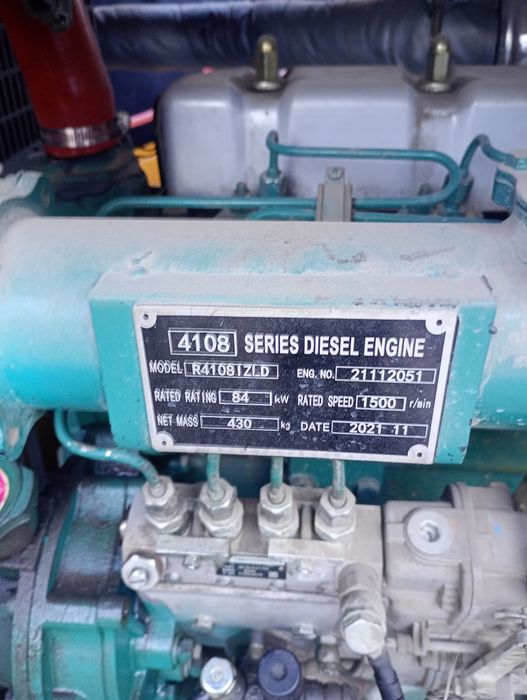 4108 SERIES DIESEL ENGINE
MODEL R4108IZLD ENG. NO. 21112051
RATED RATING 84 kW RATED SPEED 1500 r/min
NET MASS 430 kg DATE 2021 11